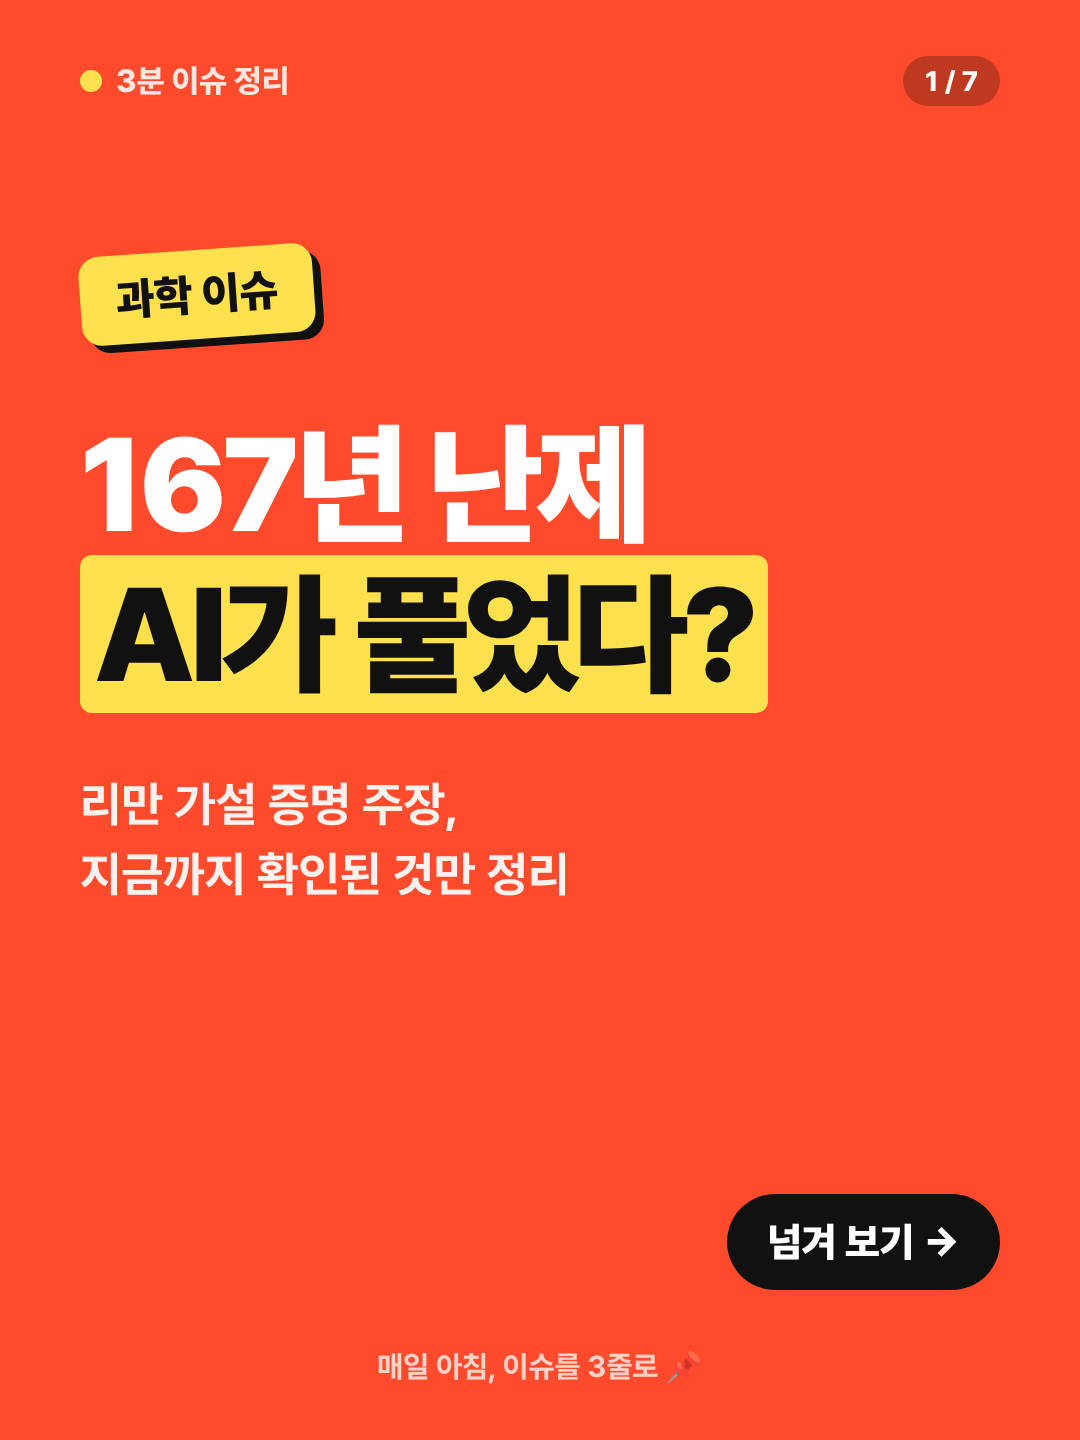 3분 이슈 정리
1 / 7
과학 이슈
167년 난제
AI가 풀었다?
리만 가설 증명 주장,
지금까지 확인된 것만 정리
넘겨 보기 →
매일 아침, 이슈를 3줄로 📌